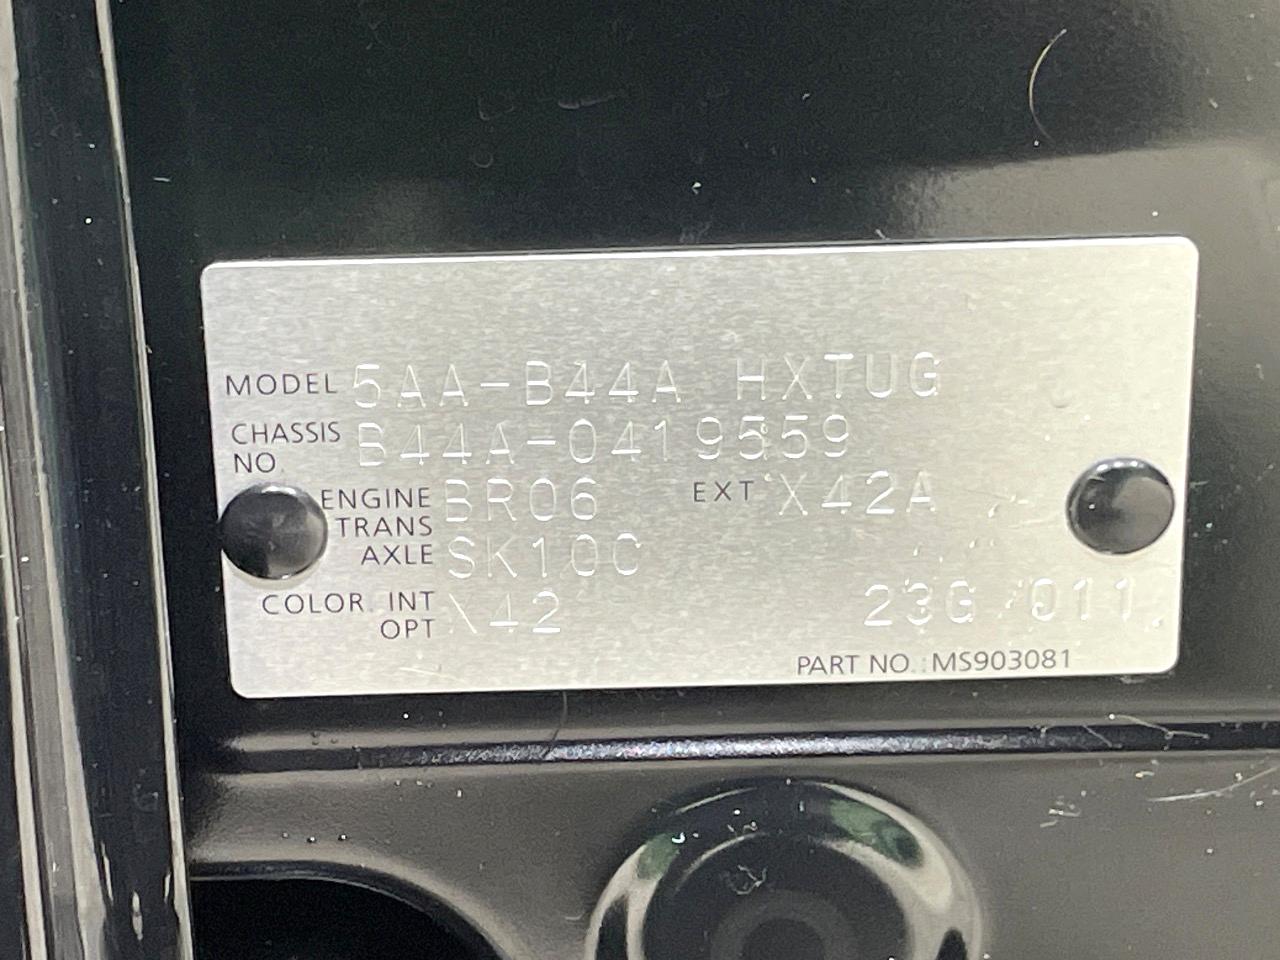 MODEL 5AA-B44A HXTUG
CHASSIS NO. B44A-0419559
ENGINE BR06 EXT X42A
TRANS AXLE SK10C
COLOR INT X42 23G 011
OPT
PART NO.: MS903081